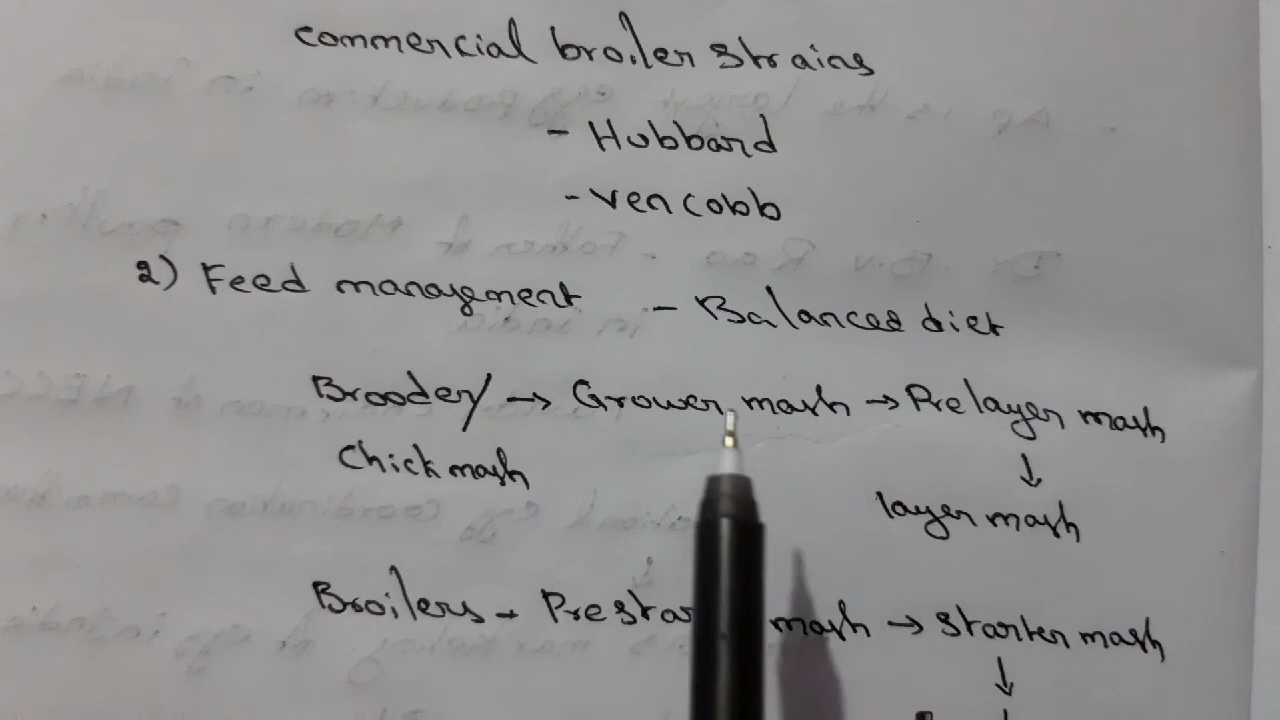 commercial broiler strains
- Hubbard
- Vencobb
2) Feed management - Balanced diet
Brooder/ → Grower mash → Prelayer mash
Chick mash
↓
layer mash
Broilers - Prestar mash → Starter mash
↓